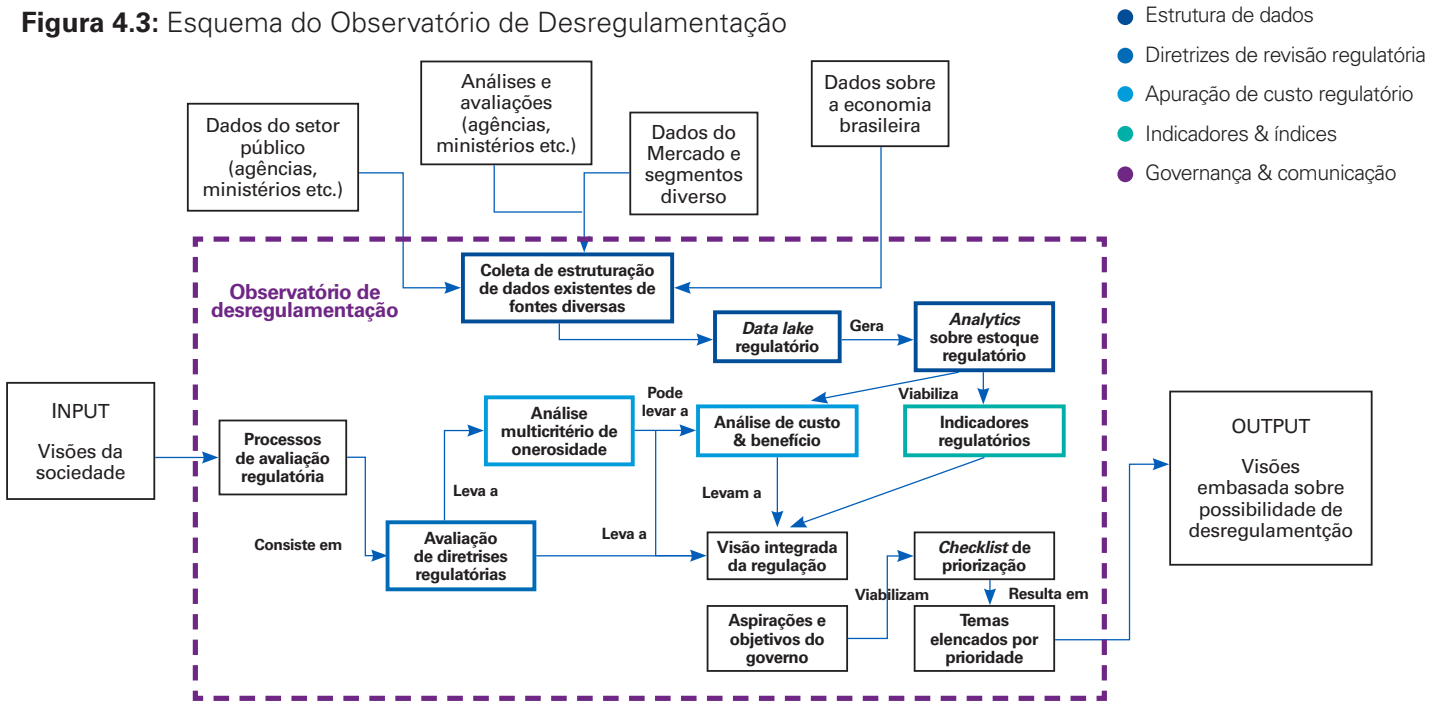 Figura 4.3: Esquema do Observatório de Desregulamentação
Estrutura de dados
Diretrizes de revisão regulatória
Apuração de custo regulatório
Indicadores & índices
Governança & comunicação
Dados do setor
público
(agências,
ministérios etc.)
Análises e
avaliações
(agências,
ministérios etc.)
Dados do
Mercado e
segmentos
diverso
Dados sobre
a economia
brasileira
Observatório de
desregulamentação
Coleta de estruturação
de dados existentes de
fontes diversas
Data lake
regulatório
Gera
Analytics
sobre estoque
regulatório
INPUT
Visões da
sociedade
Processos
de avaliação
regulatória
Análise
multicritério de
onerosidade
Pode
levar a
Análise de custo
& benefício
Viabiliza
Indicadores
regulatórios
Leva a
Levam a
Consiste em
Avaliação
de diretrises
regulatórias
Leva a
Visão integrada
da regulação
Checklist de
priorização
Viabilizam
Resulta em
Aspirações e
objetivos do
governo
Temas
elencados por
prioridade
OUTPUT
Visões
embasada sobre
possibilidade de
desregulamentção